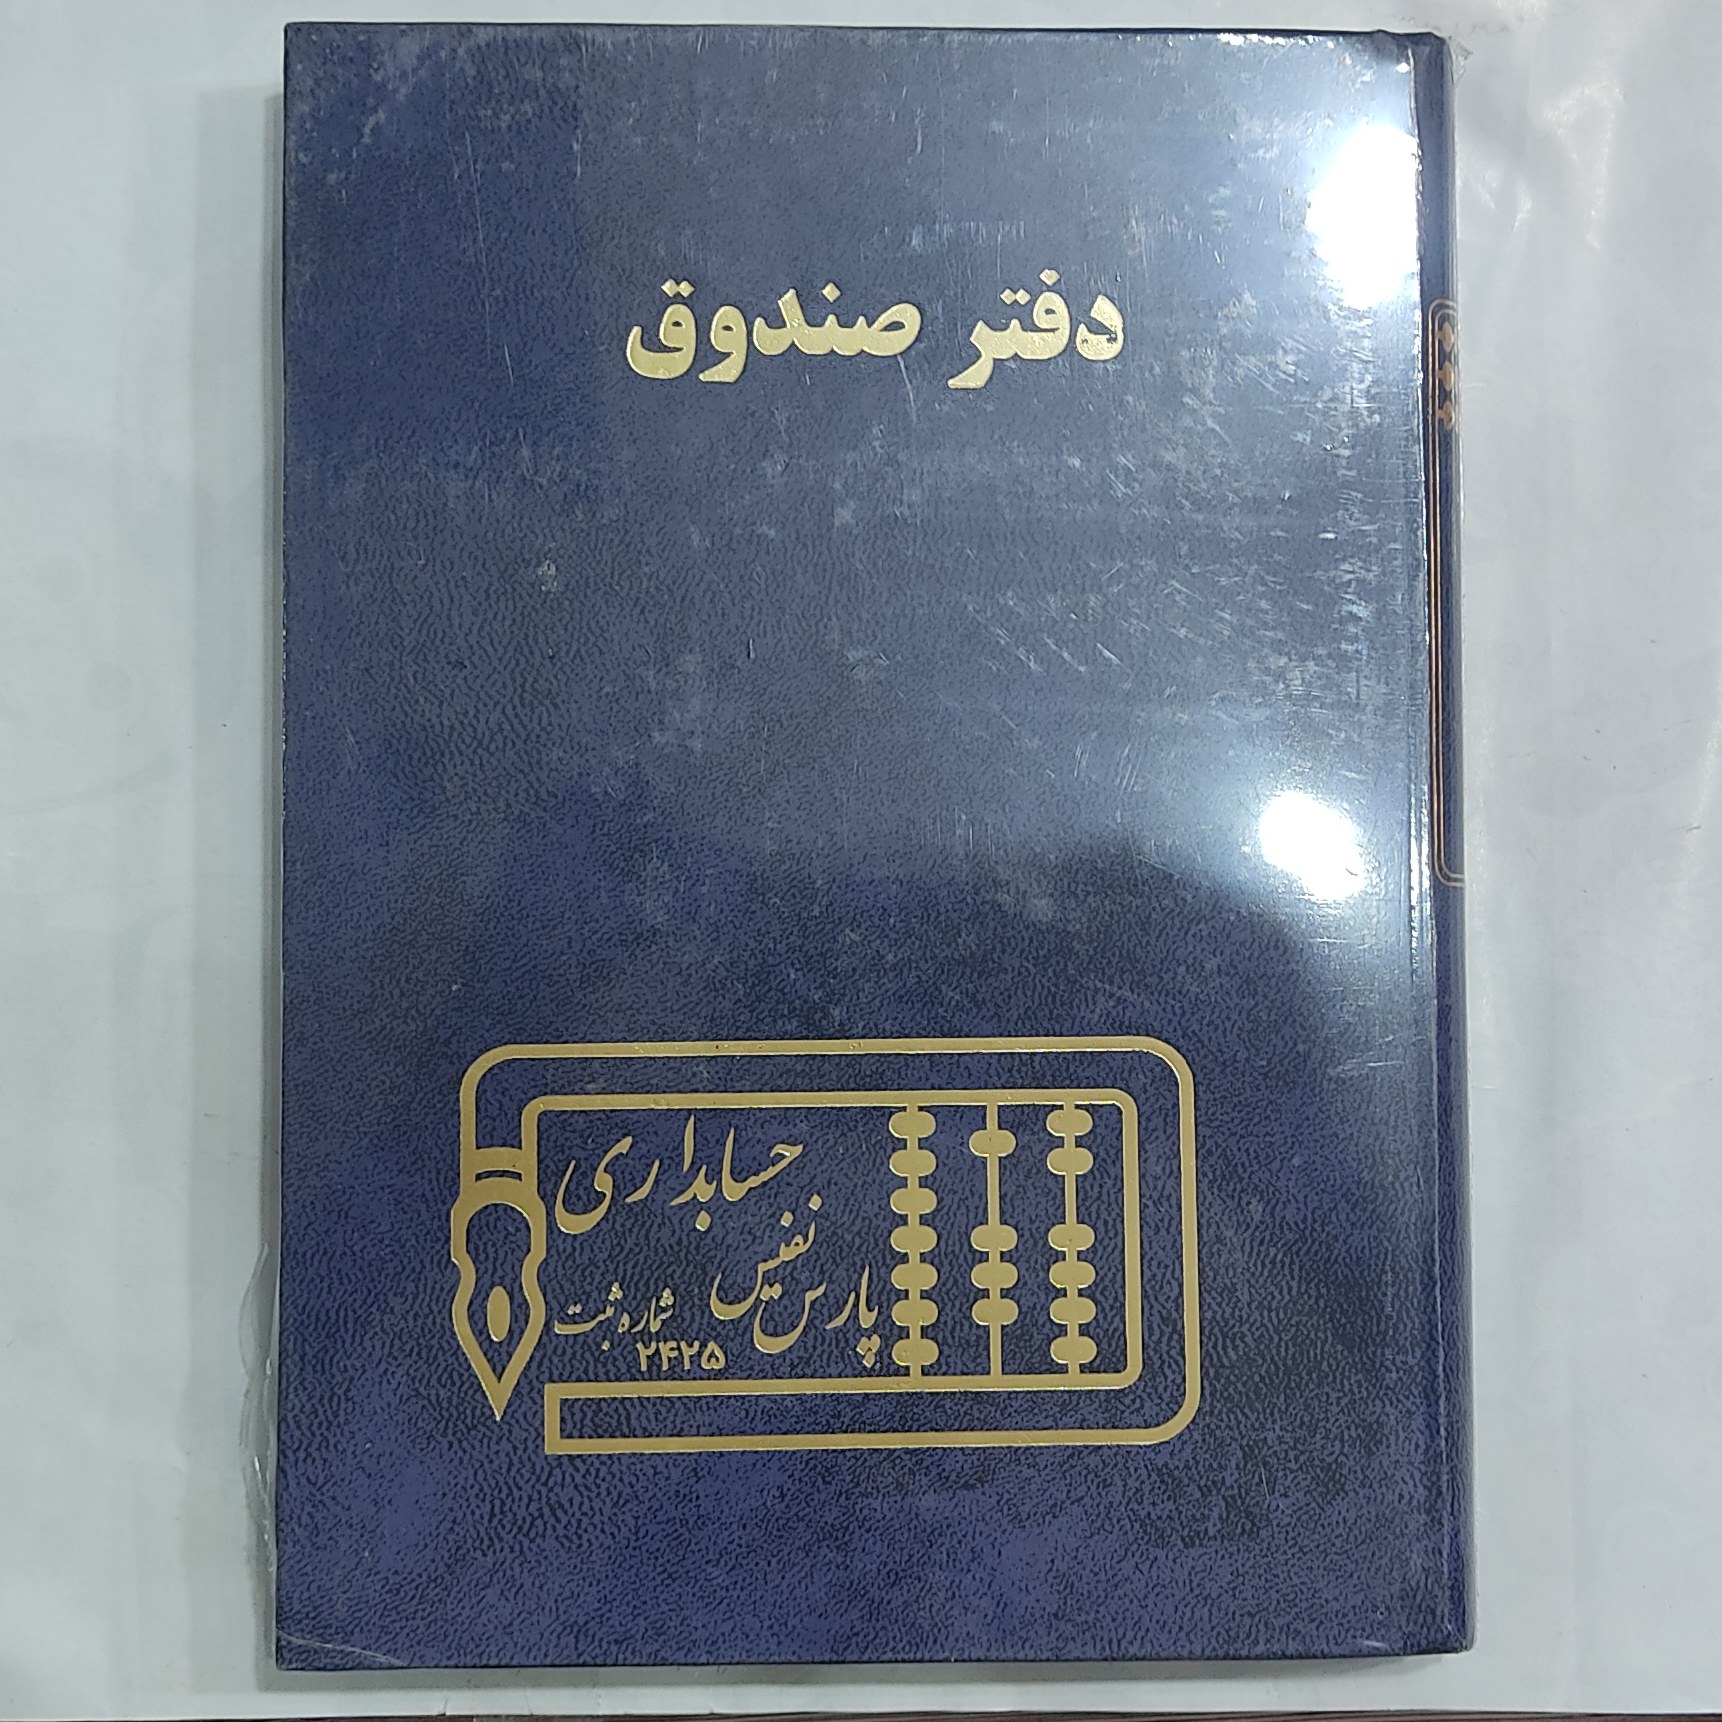 دفتر صندوق
حسابداری
پارس نفیس
شماره ثبت
۲۴۲۵